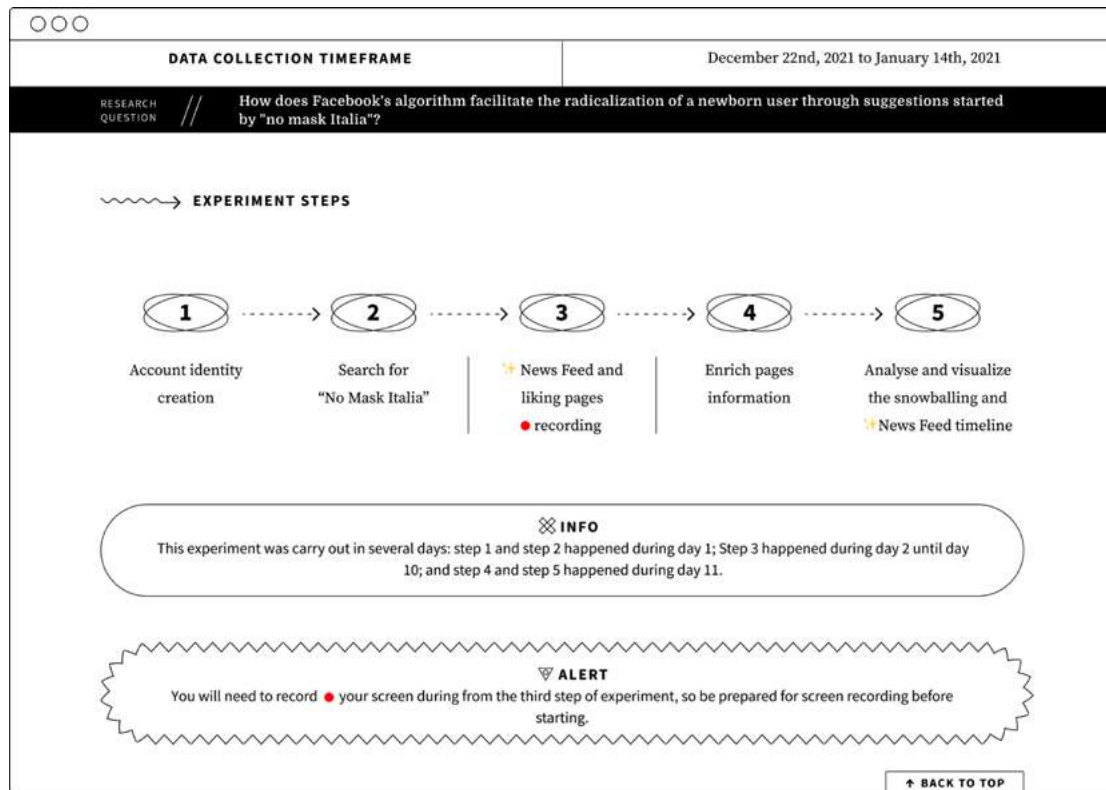 DATA COLLECTION TIMEFRAME
December 22nd, 2021 to January 14th, 2021
RESEARCH
QUESTION
//
How does Facebook's algorithm facilitate the radicalization of a newborn user through suggestions started
by "no mask Italia"?
EXPERIMENT STEPS
1
2
3
4
5
Account identity
creation
Search for
“No Mask Italia”
News Feed and
liking pages
recording
Enrich pages
information
Analyse and visualize
the snowballing and
News Feed timeline
INFO
This experiment was carry out in several days: step 1 and step 2 happened during day 1; Step 3 happened during day 2 until day
10; and step 4 and step 5 happened during day 11.
ALERT
You will need to record your screen during from the third step of experiment, so be prepared for screen recording before
starting.
↑ BACK TO TOP